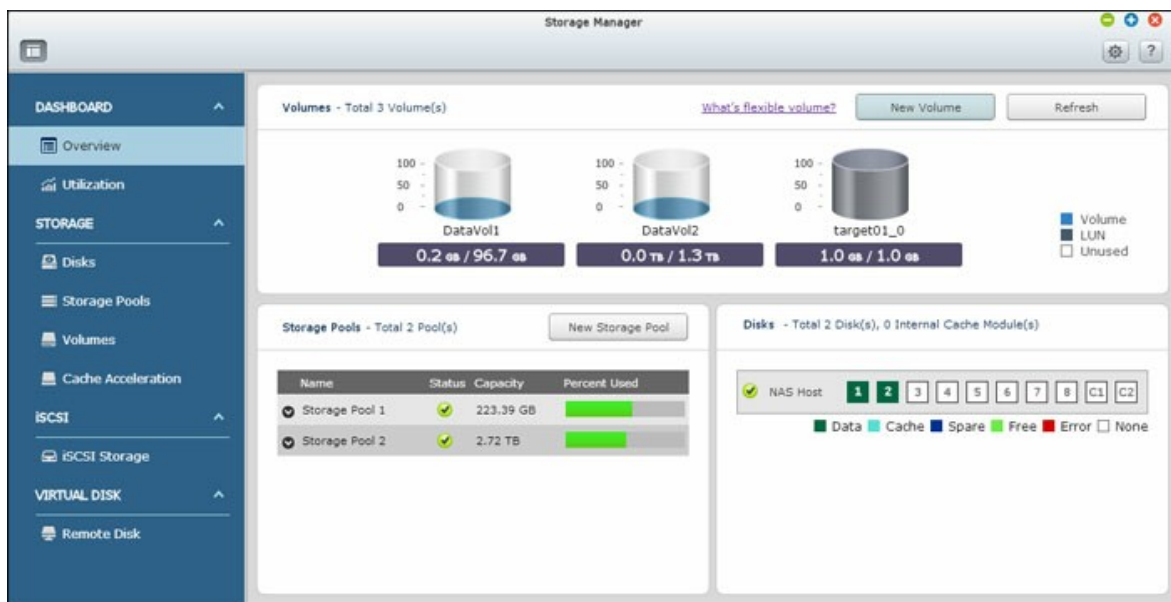 Storage Manager
?
DASHBOARD
Overview
Utilization
STORAGE
Disks
Storage Pools
Volumes
Cache Acceleration
iSCSI
iSCSI Storage
VIRTUAL DISK
Remote Disk
Volumes - Total 3 Volume(s)
What's flexible volume?
New Volume
Refresh
100
50
0
DataVol1
0.2 GB / 96.7 GB
100
50
0
DataVol2
0.0 TB / 1.3 TB
100
50
0
target01_0
1.0 GB / 1.0 GB
Volume
LUN
Unused
Storage Pools - Total 2 Pool(s)
New Storage Pool
Name Status Capacity Percent Used
Storage Pool 1 223.39 GB
Storage Pool 2 2.72 TB
Disks - Total 2 Disk(s), 0 Internal Cache Module(s)
NAS Host 1 2 3 4 5 6 7 8 C1 C2
Data Cache Spare Free Error None